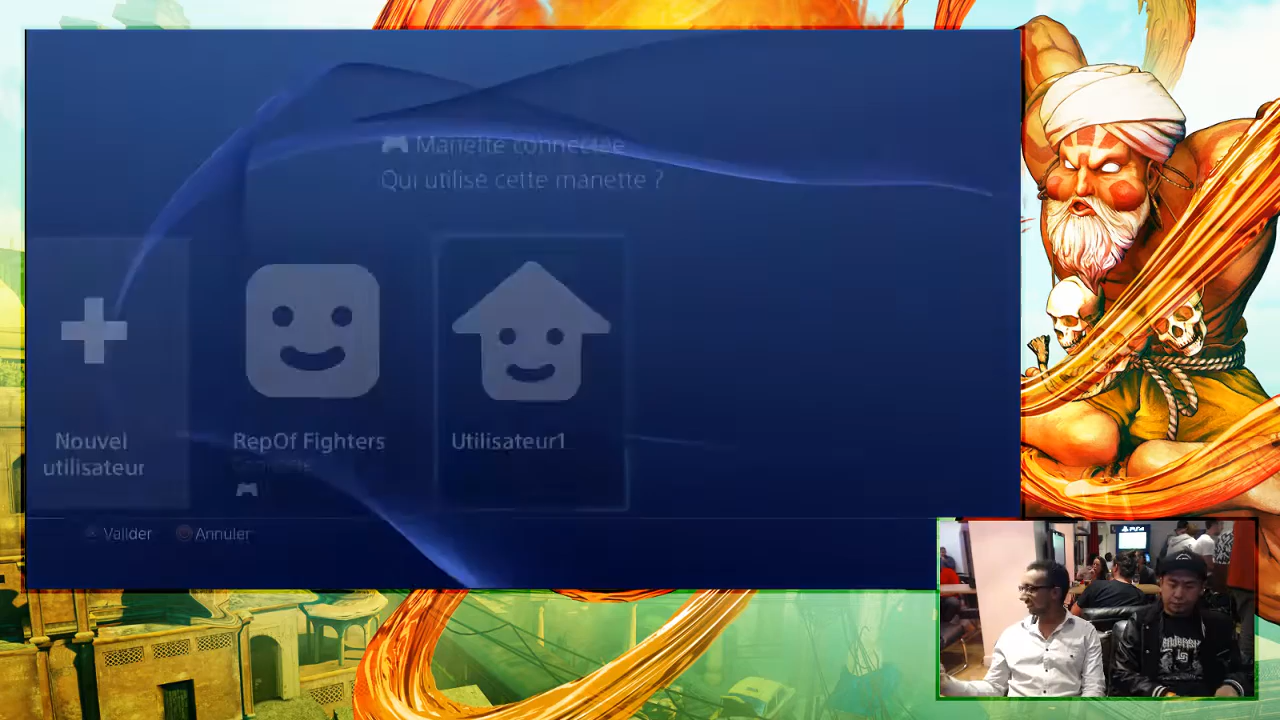 Manette connectée
Qui utilise cette manette ?
Nouvel
utilisateur
RepOf Fighters
Utilisateur1
Valider
Annuler